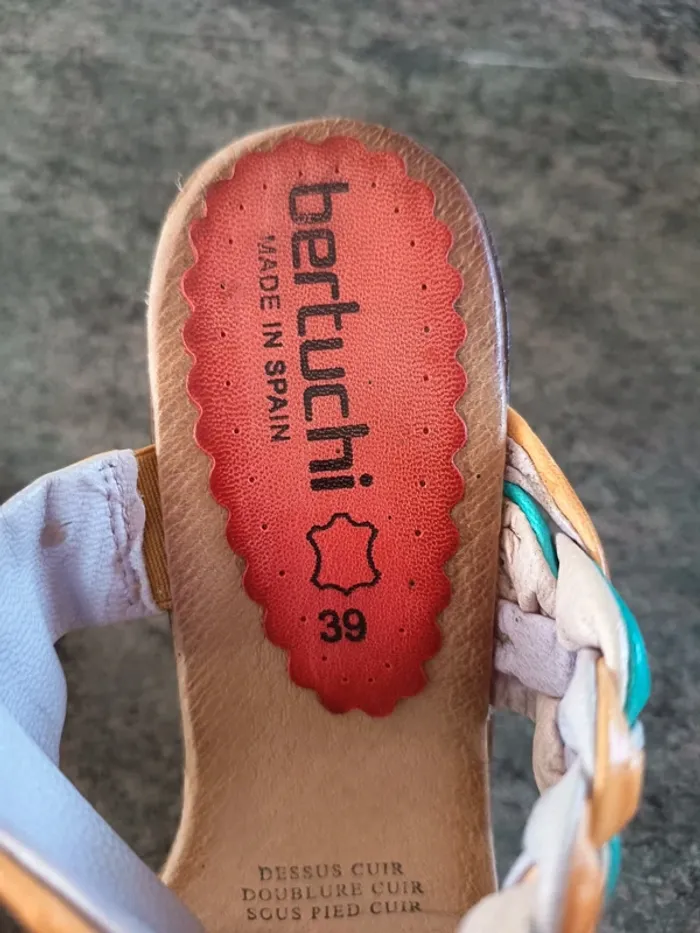 bertuchi
MADE IN SPAIN
39
DESSUS CUIR
DOUBLURE CUIR
SOUS PIED CUIR